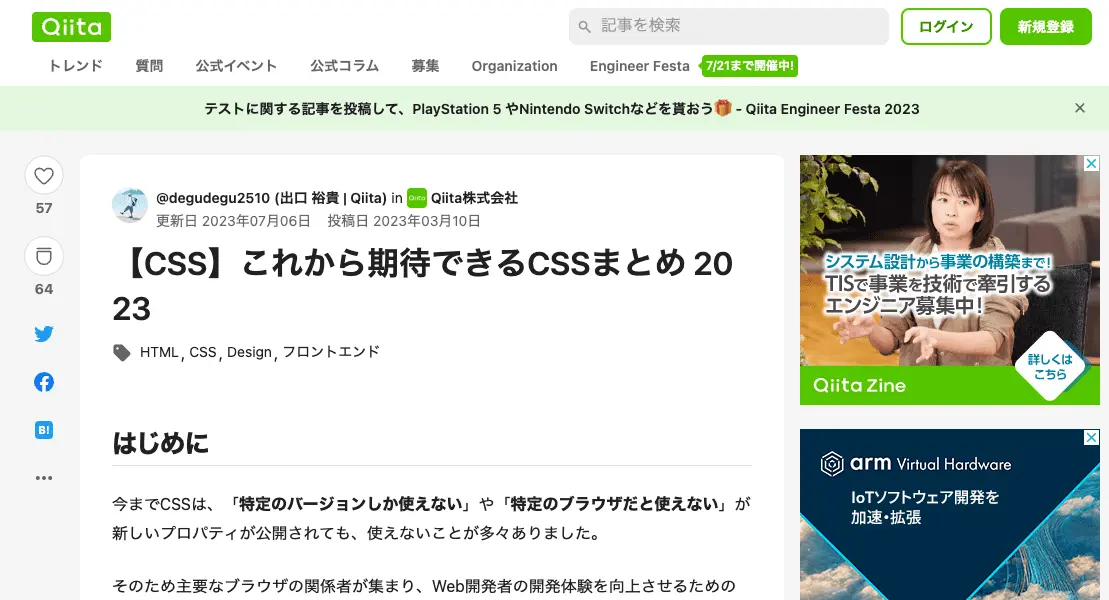 Qiita
記事を検索
ログイン
新規登録
トレンド 質問 公式イベント 公式コラム 募集 Organization Engineer Festa 7/21まで開催中!
テストに関する記事を投稿して、PlayStation 5 やNintendo Switchなどを貰おう🎁 - Qiita Engineer Festa 2023
57
64
B!
@degudegu2510 (出口 裕貴 | Qiita) in Qiita Qiita株式会社
更新日 2023年07月06日 投稿日 2023年03月10日
【CSS】これから期待できるCSSまとめ 20
23
HTML, CSS, Design, フロントエンド
はじめに
今までCSSは、「特定のバージョンしか使えない」や「特定のブラウザだと使えない」が
新しいプロパティが公開されても、使えないことが多々ありました。
そのため主要なブラウザの関係者が集まり、Web開発者の開発体験を向上させるための
システム設計から事業の構築まで!
TISで事業を技術で牽引する
エンジニア募集中!
詳しくは
こちら
Qiita Zine
arm Virtual Hardware
IoTソフトウェア開発を
加速・拡張